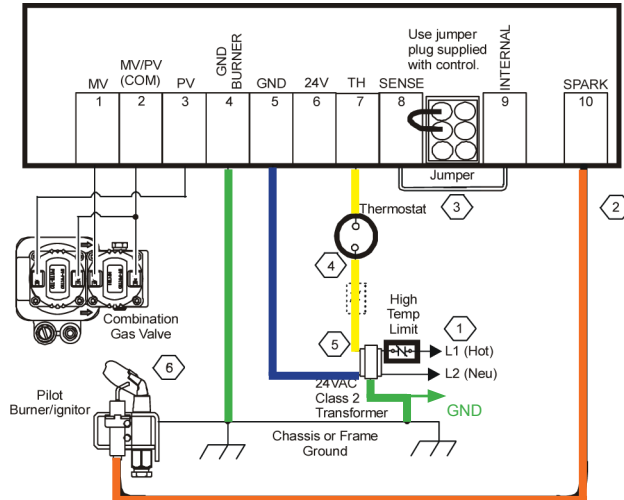 Use jumper
plug supplied
with control.
MV
MV/PV
(COM)
PV
GND
BURNER
GND
24V
TH
SENSE
INTERNAL
SPARK
1
2
3
4
5
6
7
8
9
10
Jumper
Thermostat
3
2
4
Combination
Gas Valve
High
Temp
Limit
1
5
L1 (Hot)
L2 (Neu)
6
Pilot
Burner/ignitor
24VAC
Class 2
Transformer
GND
Chassis or Frame
Ground